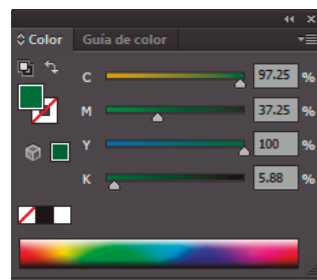 Color Guía de color
C 97.25 %
M 37.25 %
Y 100 %
K 5.88 %